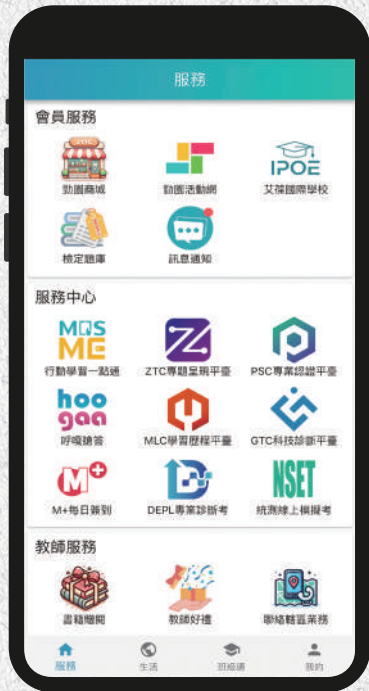 服務
會員服務
勁園商城 勁園活動網 艾葆國際學校
IPOE
檢定題庫 訊息通知
服務中心
MOS
ME
行動學習一點通 ZTC專題呈現平臺 PSC專業認證平臺
hoo
gaa
呼嘎搶答 MLC學習歷程平臺 GTC科技診斷平臺
M+ NSET
M+每日簽到 DEPL專業診斷考 統測線上模擬考
教師服務
書籍贈閱 教師好禮 聯絡轄區業務
服務 生活 班級讀 我的